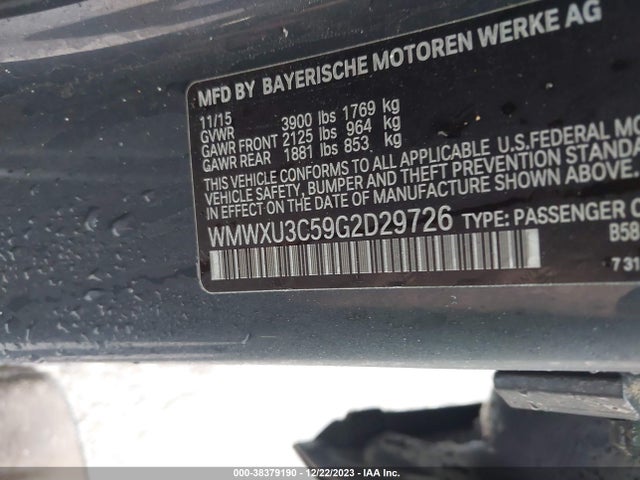 MFD BY BAYERISCHE MOTOREN WERKE AG
11/15
GVWR 3900 lbs 1769 kg
GAWR FRONT 2125 lbs 964 kg
GAWR REAR 1881 lbs 853 kg
THIS VEHICLE CONFORMS TO ALL APPLICABLE U.S.FEDERAL
VEHICLE SAFETY, BUMPER AND THEFT PREVENTION
IN EFFECT ON THE DATE OF MANUFACTURE SHOWN ABOVE.
WMWXU3C59G2D29726 TYPE: PASSENGER
B58
7 31
000-38379190 - 12/22/2023 - IAA Inc.